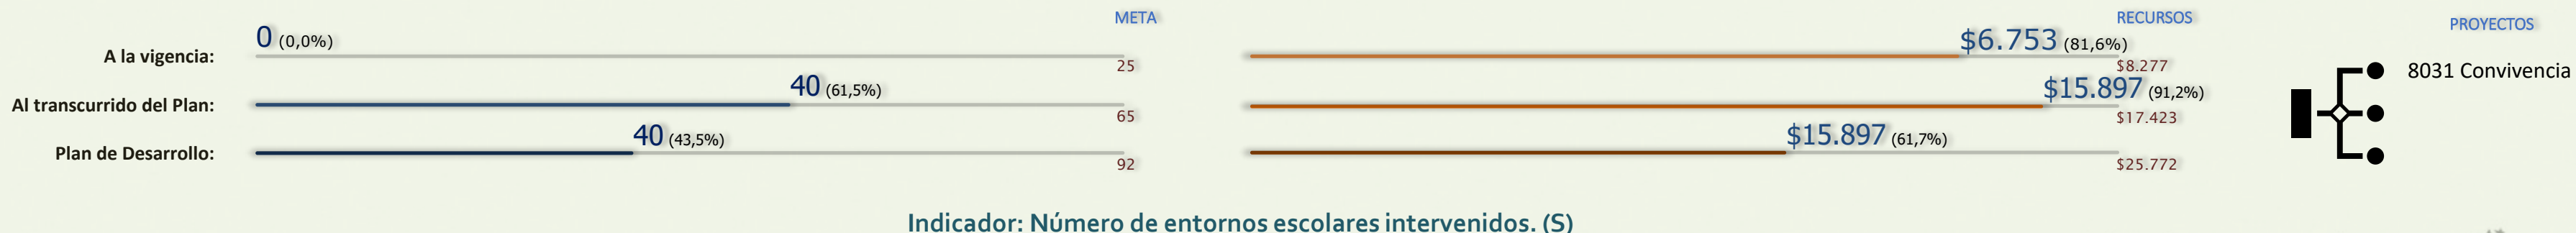 META
RECURSOS
PROYECTOS
A la vigencia:
0 (0,0%)
25
$6.753 (81,6%)
$8.277
8031 Convivencia
Al transcurrido del Plan:
40 (61,5%)
65
$15.897 (91,2%)
$17.423
Plan de Desarrollo:
40 (43,5%)
92
$15.897 (61,7%)
$25.772
Indicador: Número de entornos escolares intervenidos. (S)